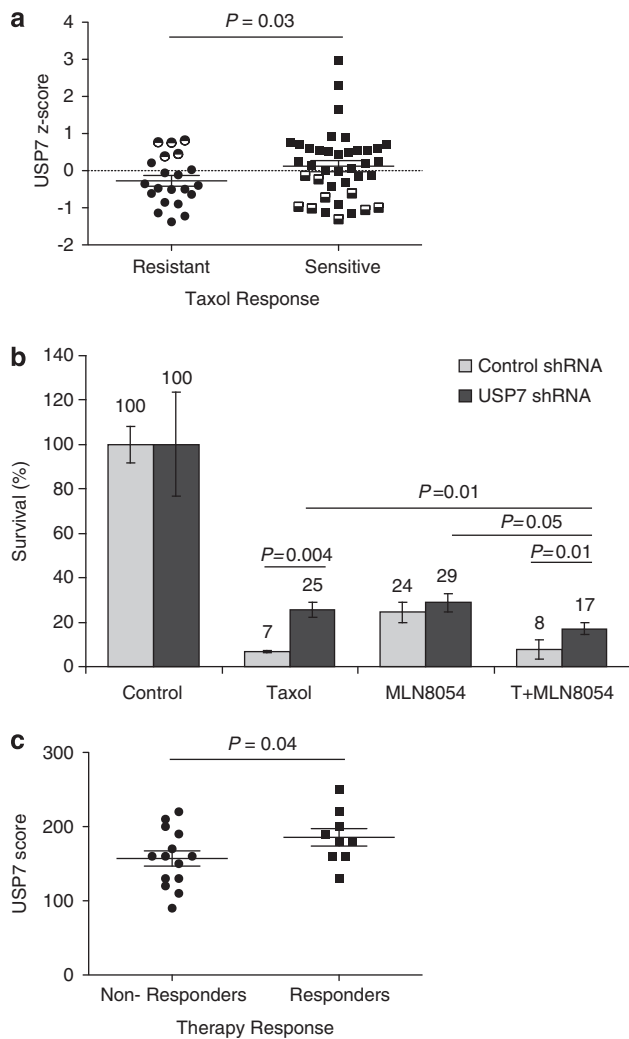 a
P = 0.03
4
3
2
1
0
-1
-2
USP7 z-score
Resistant
Sensitive
Taxol Response
b
140
120
100
80
60
40
20
0
Survival (%)
Control shRNA
USP7 shRNA
100
100
P=0.01
P=0.05
P=0.004
P=0.01
7
25
24
29
8
17
Control
Taxol
MLN8054
T+MLN8054
c
P = 0.04
300
200
100
0
USP7 score
Non- Responders
Responders
Therapy Response